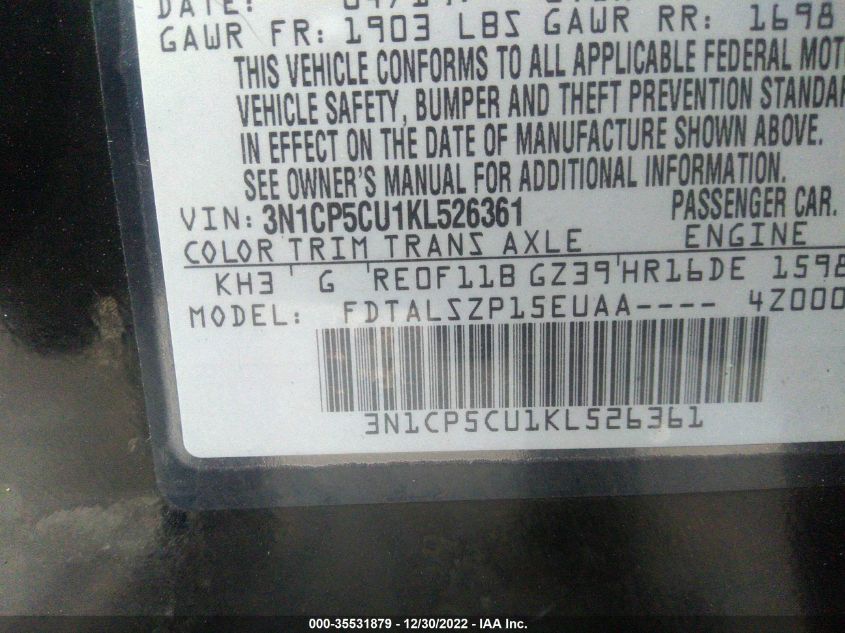 DATE:
GAWR FR: 1903 LBS GAWR RR: 1698
THIS VEHICLE CONFORMS TO ALL APPLICABLE FEDERAL MOT
VEHICLE SAFETY, BUMPER AND THEFT PREVENTION STANDAR
IN EFFECT ON THE DATE OF MANUFACTURE SHOWN ABOVE.
SEE OWNER'S MANUAL FOR ADDITIONAL INFORMATION.
VIN: 3N1CP5CU1KL526361 PASSENGER CAR.
COLOR TRIM TRANS AXLE ENGINE
KH3 G RE0F11B GZ39 HR16DE 1598
MODEL: FDTALSZP15EUAA---- 4Z000
3N1CP5CU1KL526361
000-35531879 - 12/30/2022 - IAA Inc.